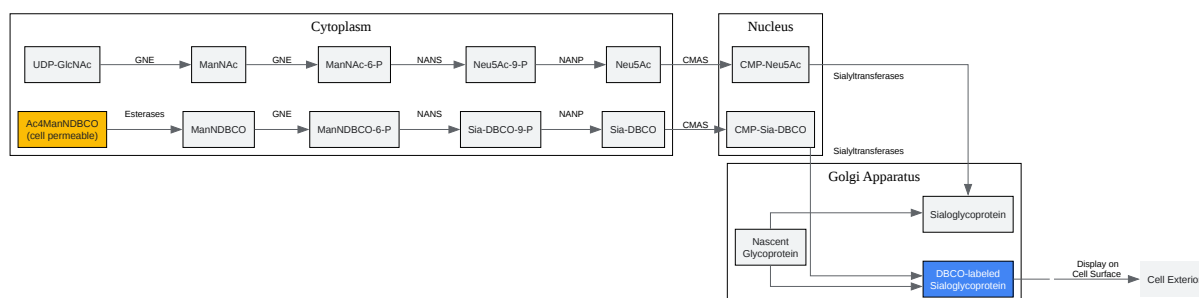 Cytoplasm
Nucleus
UDP-GlcNAc
GNE
ManNAc
GNE
ManNAc-6-P
NANS
Neu5Ac-9-P
NANP
Neu5Ac
CMAS
CMP-Neu5Ac
Sialyltransferases
Ac4ManNDBCO
(cell permeable)
Esterases
ManNDBCO
GNE
ManNDBCO-6-P
NANS
Sia-DBCO-9-P
NANP
Sia-DBCO
CMAS
CMP-Sia-DBCO
Sialyltransferases
Golgi Apparatus
Sialoglycoprotein
Nascent
Glycoprotein
DBCO-labeled
Sialoglycoprotein
Display on
Cell Surface
Cell Exterio